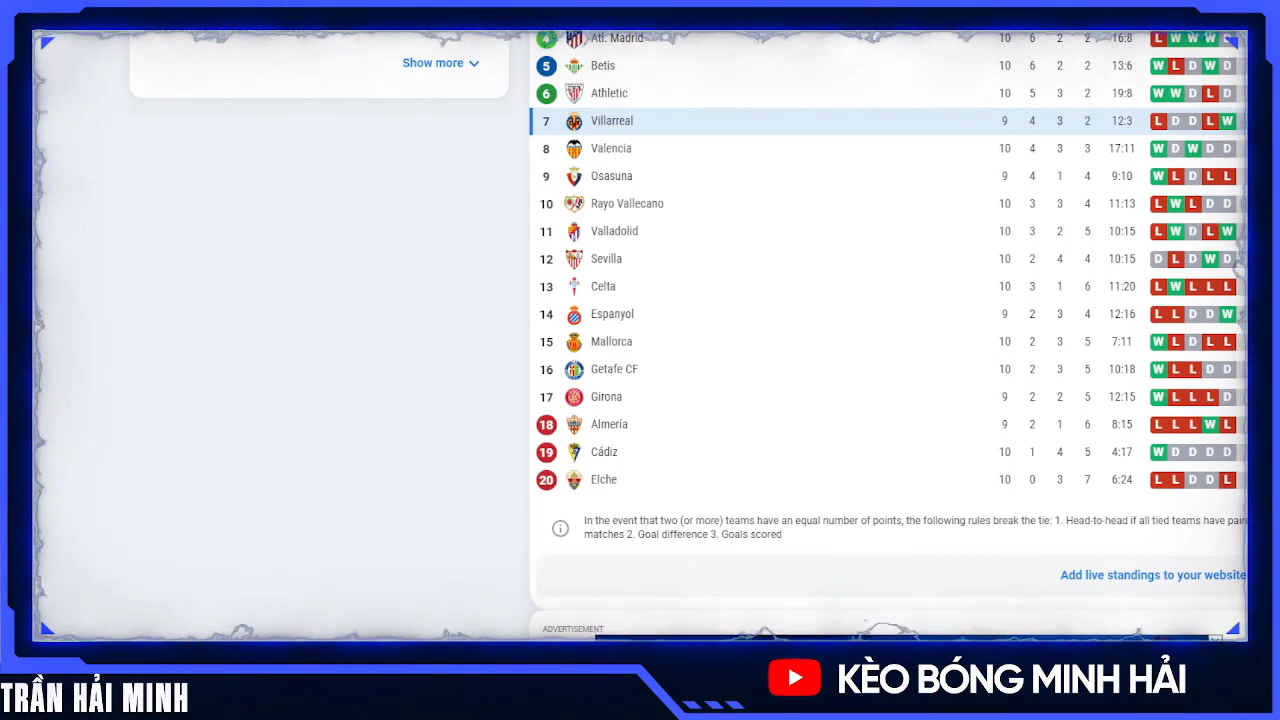 4 Atl. Madrid 10 6 2 2 16:8 L W W W
Show more
5 Betis 10 6 2 2 13:6 W L D W D
6 Athletic 10 5 3 2 19:8 W W D L D
7 Villarreal 9 4 3 2 12:3 L D D L W
8 Valencia 10 4 3 3 17:11 W D W D D
9 Osasuna 9 4 1 4 9:10 W L D L L
10 Rayo Vallecano 10 3 3 4 11:13 L W L D D
11 Valladolid 10 3 2 5 10:15 L W D L W
12 Sevilla 10 2 4 4 10:15 D L D W D
13 Celta 10 3 1 6 11:20 L W L L L
14 Espanyol 9 2 3 4 12:16 L L D D W
15 Mallorca 10 2 3 5 7:11 W L D L L
16 Getafe CF 10 2 3 5 10:18 W L L D D
17 Girona 9 2 2 5 12:15 W L L L D
18 Almería 9 2 1 6 8:15 L L L W L
19 Cádiz 10 1 4 5 4:17 W D D D D
20 Elche 10 0 3 7 6:24 L L D D L
In the event that two (or more) teams have an equal number of points, the following rules break the tie: 1. Head-to-head if all tied teams have
matches 2. Goal difference 3. Goals scored
Add live standings to your website
ADVERTISEMENT
KÈO BÓNG MINH HẢI
TRẦN HẢI MINH